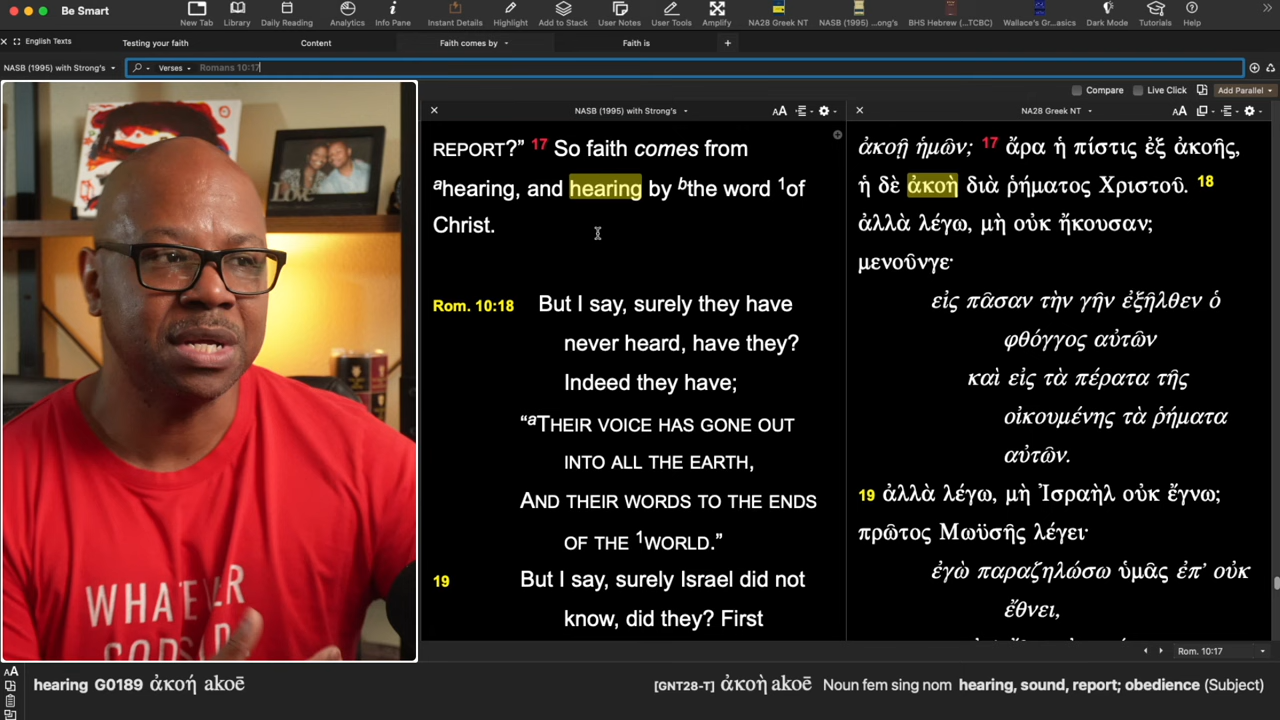 Be Smart
New Tab
Library
Daily Reading
Analytics
Info Pane
Instant Details
Highlight
Add to Stack
User Notes
User Tools
Amplify
NA28 Greek NT
NASB (1995) ...ong's
BHS Hebrew (...TCBC)
Wallace's Gr...asics
Dark Mode
Tutorials
Help
English Texts
Testing your faith
Content
Faith comes by
Faith is
NASB (1995) with Strong's
Verses
Romans 10:17
Compare
Live Click
Add Parallel
NASB (1995) with Strong's
REPORT?” 17 So faith comes from
ahearing, and hearing by bthe word 1of
Christ.
Rom. 10:18 But I say, surely they have
never heard, have they?
Indeed they have;
“aTHEIR VOICE HAS GONE OUT
INTO ALL THE EARTH,
AND THEIR WORDS TO THE ENDS
OF THE 1WORLD.”
19 But I say, surely Israel did not
know, did they? First
NA28 Greek NT
ἀκοῇ ἡμῶν; 17 ἄρα ἡ πίστις ἐξ ἀκοῆς,
ἡ δὲ ἀκοὴ διὰ ῥήματος Χριστοῦ. 18
ἀλλὰ λέγω, μὴ οὐκ ἤκουσαν;
μενοῦνγε·
εἰς πᾶσαν τὴν γῆν ἐξῆλθεν ὁ
φθόγγος αὐτῶν
καὶ εἰς τὰ πέρατα τῆς
οἰκουμένης τὰ ῥήματα
αὐτῶν.
19 ἀλλὰ λέγω, μὴ Ἰσραὴλ οὐκ ἔγνω;
πρῶτος Μωϋσῆς λέγει·
ἐγὼ παραζηλώσω ὑμᾶς ἐπ’ οὐκ
ἔθνει,
Rom. 10:17
WHATEVER
hearing G0189 ἀκοή akoē
[GNT28-T] ἀκοὴ akoē Noun fem sing nom hearing, sound, report; obedience (Subject)